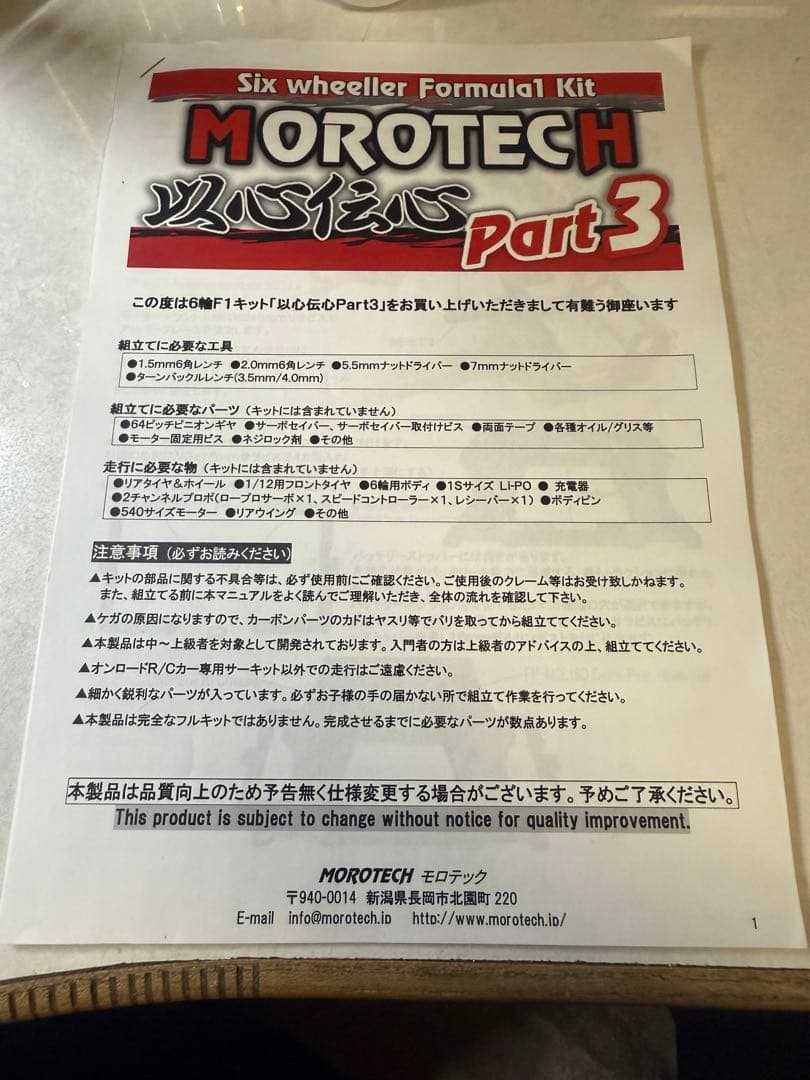 Six wheeller Formula1 Kit
MOROTECH
以心伝心 Part3
この度は6輪F1キット「以心伝心Part3」をお買い上げいただきまして有難う御座います
組立てに必要な工具
●1.5mm6角レンチ ●2.0mm6角レンチ ●5.5mmナットドライバー ●7mmナットドライバー
●ターンバックルレンチ(3.5mm/4.0mm)
組立てに必要なパーツ（キットには含まれていません）
●64ピッチピニオンギヤ ●サーボセイバー、サーボセイバー取付けビス ●両面テープ ●各種オイル/グリス等
●モーター固定用ビス ●ネジロック剤 ●その他
走行に必要な物（キットには含まれていません）
●リアタイヤ＆ホイール ●1/12用フロントタイヤ ●6輪用ボディ ●1Sサイズ LI-PO ● 充電器
●2チャンネルプロポ（ロープロサーボ×1、スピードコントローラー×1、レシーバー×1） ●ボディピン
●540サイズモーター ●リアウイング ●その他
注意事項（必ずお読みください）
▲キットの部品に関する不具合等は、必ず使用前にご確認ください。ご使用後のクレーム等はお受け致しかねます。
また、組立てる前に本マニュアルをよく読んでご理解いただき、全体の流れを確認して下さい。
▲ケガの原因になりますので、カーボンパーツのカドはヤスリ等でバリを取ってから組立ててください。
▲本製品は中～上級者を対象として開発されております。入門者の方は上級者のアドバイスの上、組立ててください。
▲オンロードR/Cカー専用サーキット以外での走行はご遠慮ください。
▲細かく鋭利なパーツが入っています。必ずお子様の手の届かない所で組立て作業を行ってください。
▲本製品は完全なフルキットではありません。完成させるまでに必要なパーツが数点あります。
本製品は品質向上のため予告無く仕様変更する場合がございます。予めご了承ください。
This product is subject to change without notice for quality improvement.
MOROTECH モロテック
〒940-0014 新潟県長岡市北園町 220
E-mail info@morotech.jp http://www.morotech.jp/
1